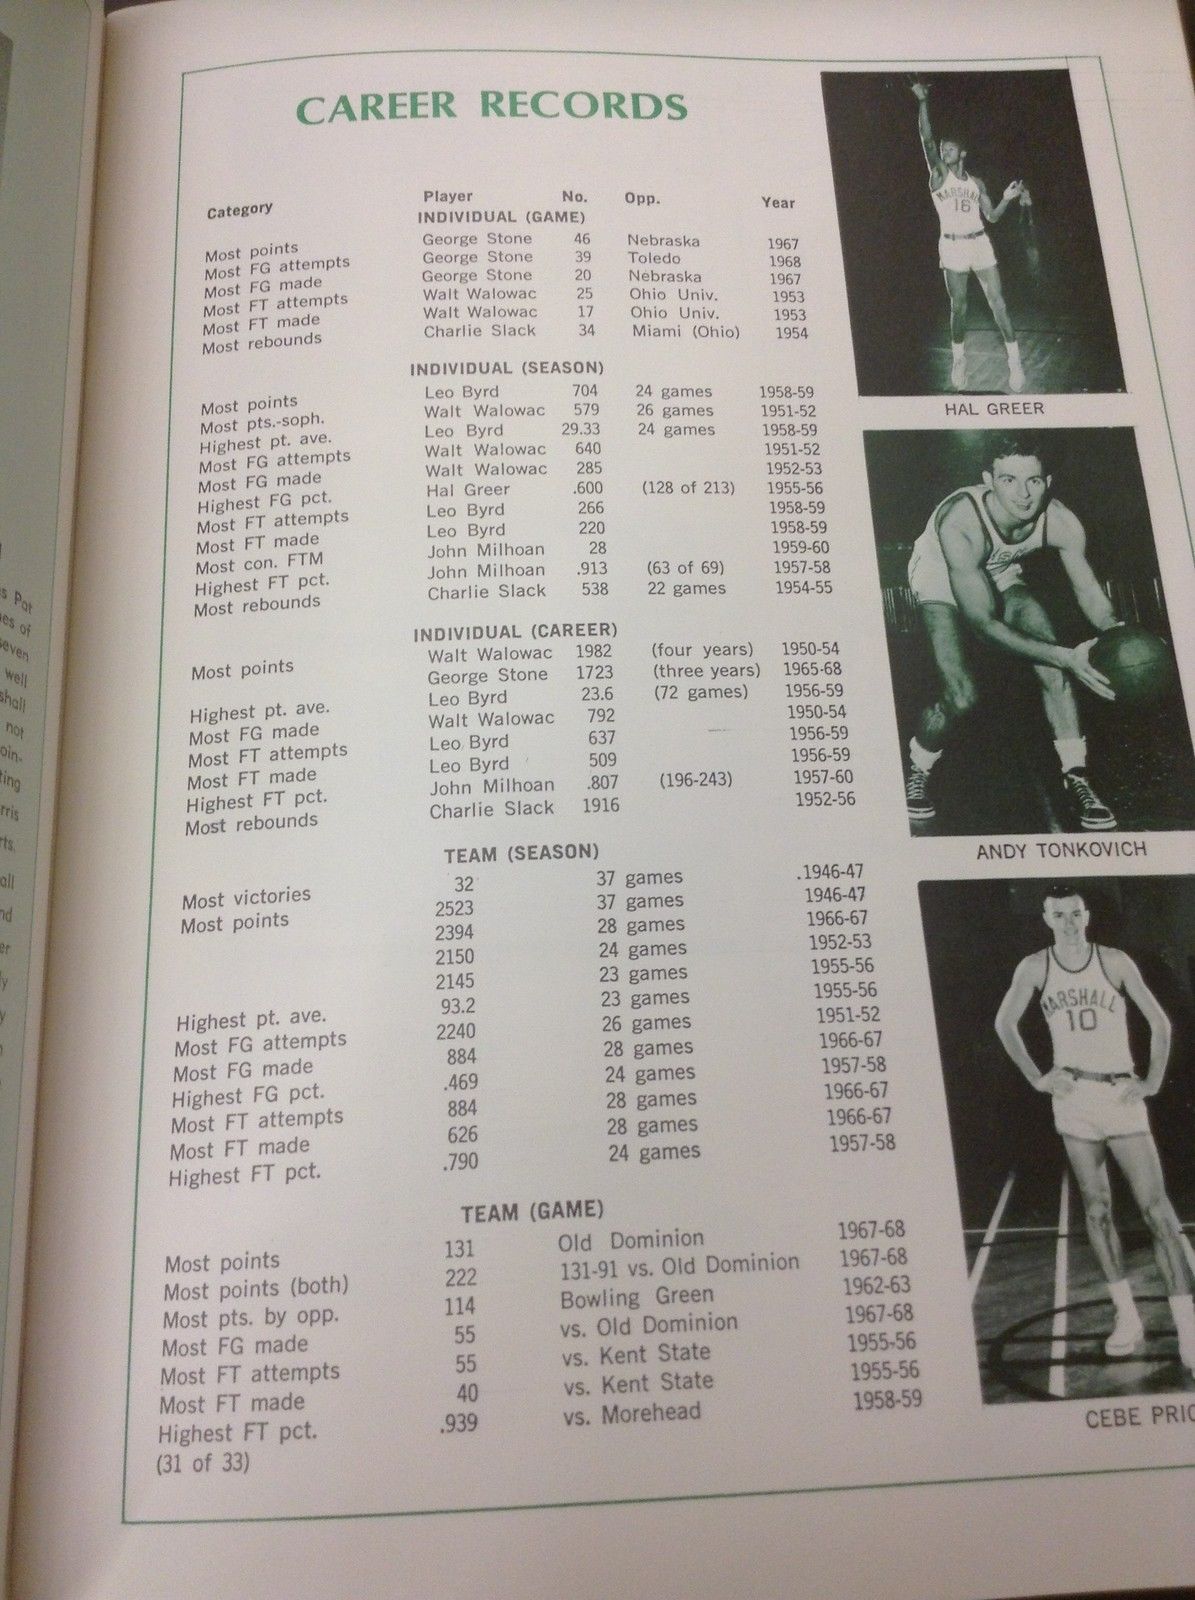 CAREER RECORDS
Category Player No. Opp. Year
INDIVIDUAL (GAME)
Most points George Stone 46 Nebraska 1967
Most FG attempts George Stone 39 Toledo 1968
Most FG made George Stone 20 Nebraska 1967
Most FT attempts Walt Walowac 25 Ohio Univ. 1953
Most FT made Walt Walowac 17 Ohio Univ. 1953
Most rebounds Charlie Slack 34 Miami (Ohio) 1954
INDIVIDUAL (SEASON)
Most points Leo Byrd 704 24 games 1958-59
Most pts.-soph. Walt Walowac 579 26 games 1951-52
Highest pt. ave. Leo Byrd 29.33 24 games 1958-59
Most FG attempts Walt Walowac 640 1951-52
Most FG made Walt Walowac 285 1952-53
Highest FG pct. Hal Greer .600 (128 of 213) 1955-56
Most FT attempts Leo Byrd 266 1958-59
Most FT made Leo Byrd 220 1958-59
Most con. FTM John Milhoan 28 1959-60
Highest FT pct. John Milhoan .913 (63 of 69) 1957-58
Most rebounds Charlie Slack 538 22 games 1954-55
INDIVIDUAL (CAREER)
Most points Walt Walowac 1982 (four years) 1950-54
George Stone 1723 (three years) 1965-68
Highest pt. ave. Leo Byrd 23.6 (72 games) 1956-59
Most FG made Walt Walowac 792 1950-54
Most FT attempts Leo Byrd 637 1956-59
Most FT made Leo Byrd 509 1956-59
Highest FT pct. John Milhoan .807 (196-243) 1957-60
Most rebounds Charlie Slack 1916 1952-56
TEAM (SEASON)
Most victories 32 37 games .1946-47
Most points 2523 37 games 1946-47
2394 28 games 1966-67
2150 24 games 1952-53
2145 23 games 1955-56
Highest pt. ave. 93.2 23 games 1955-56
Most FG attempts 2240 26 games 1951-52
Most FG made 884 28 games 1966-67
Highest FG pct. .469 24 games 1957-58
Most FT attempts 884 28 games 1966-67
Most FT made 626 28 games 1966-67
Highest FT pct. .790 24 games 1957-58
TEAM (GAME)
Most points 131 Old Dominion 1967-68
Most points (both) 222 131-91 vs. Old Dominion 1967-68
Most pts. by opp. 114 Bowling Green 1962-63
Most FG made 55 vs. Old Dominion 1967-68
Most FT attempts 55 vs. Kent State 1955-56
Most FT made 40 vs. Kent State 1955-56
Highest FT pct. .939 vs. Morehead 1958-59
(31 of 33)
MARSHALL
16
HAL GREER
ANDY TONKOVICH
MARSHALL
10
CEBE PRIC
s Pat
es of
seven
well
shall
not
oin-
ting
rris
rts.
all
nd
er
ly
y